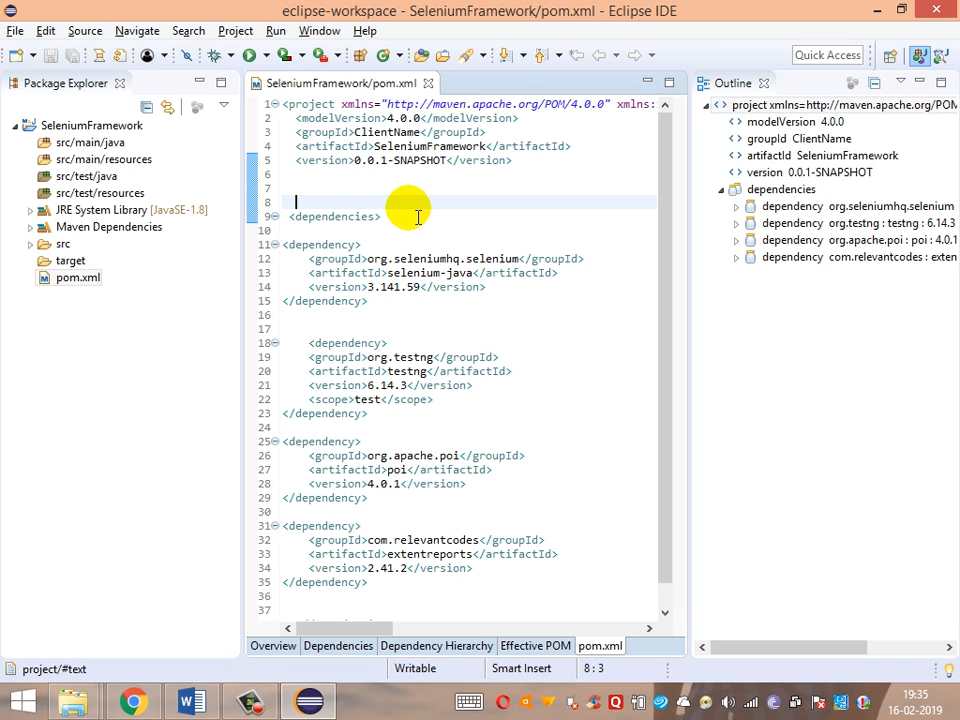 eclipse-workspace - SeleniumFramework/pom.xml - Eclipse IDE
File Edit Source Navigate Search Project Run Window Help
Quick Access
Package Explorer
SeleniumFramework/pom.xml
Outline
SeleniumFramework
src/main/java
src/main/resources
src/test/java
src/test/resources
JRE System Library [JavaSE-1.8]
Maven Dependencies
src
target
pom.xml
1 <project xmlns="http://maven.apache.org/POM/4.0.0" xmlns:
2 <modelVersion>4.0.0</modelVersion>
3 <groupId>ClientName</groupId>
4 <artifactId>SeleniumFramework</artifactId>
5 <version>0.0.1-SNAPSHOT</version>
6
7
8
9 <dependencies>
10
11 <dependency>
12 <groupId>org.seleniumhq.selenium</groupId>
13 <artifactId>selenium-java</artifactId>
14 <version>3.141.59</version>
15 </dependency>
16
17
18 <dependency>
19 <groupId>org.testng</groupId>
20 <artifactId>testng</artifactId>
21 <version>6.14.3</version>
22 <scope>test</scope>
23 </dependency>
24
25 <dependency>
26 <groupId>org.apache.poi</groupId>
27 <artifactId>poi</artifactId>
28 <version>4.0.1</version>
29 </dependency>
30
31 <dependency>
32 <groupId>com.relevantcodes</groupId>
33 <artifactId>extentreports</artifactId>
34 <version>2.41.2</version>
35 </dependency>
36
37
project xmlns=http://maven.apache.org/POM
modelVersion 4.0.0
groupId ClientName
artifactId SeleniumFramework
version 0.0.1-SNAPSHOT
dependencies
dependency org.seleniumhq.selenium
dependency org.testng : testng : 6.14.3
dependency org.apache.poi : poi : 4.0.1
dependency com.relevantcodes : exten
Overview Dependencies Dependency Hierarchy Effective POM pom.xml
project/#text Writable Smart Insert 8 : 3
19:35
16-02-2019